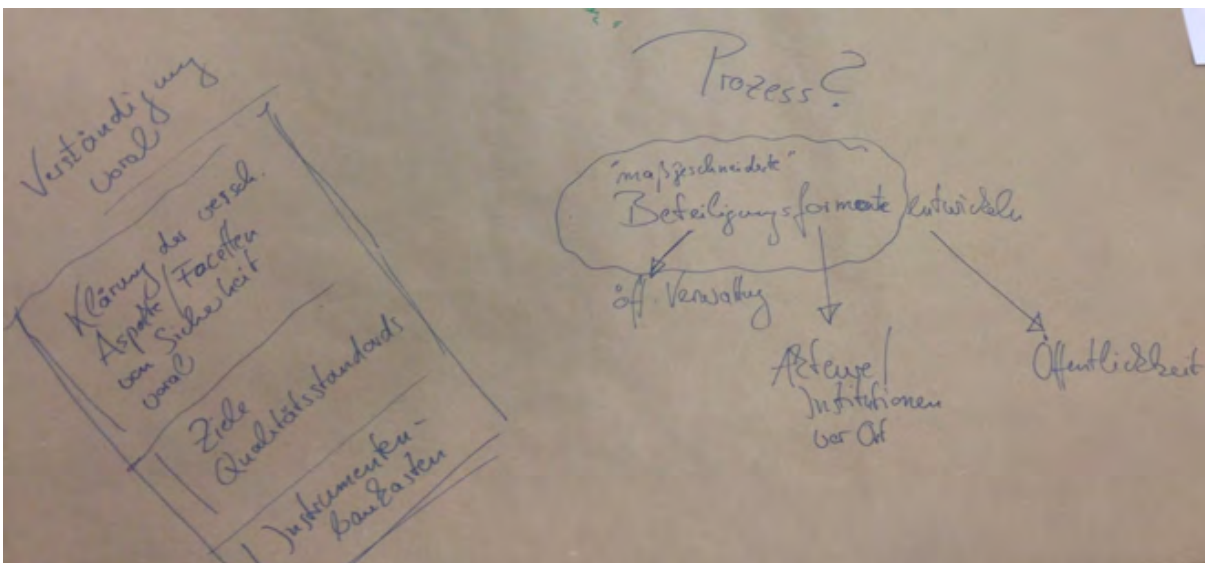 Verständigung
vorab
Klärung der versch.
Aspekte / Facetten
von Sicherheit
vorab
Ziele
Qualitätsstandards
Instrumenten-
baukasten
Prozess?
"maßgeschneiderte"
Beteiligungsformate entwickeln
öff. Verwaltung
Akteure /
Institutionen
vor Ort
Öffentlichkeit